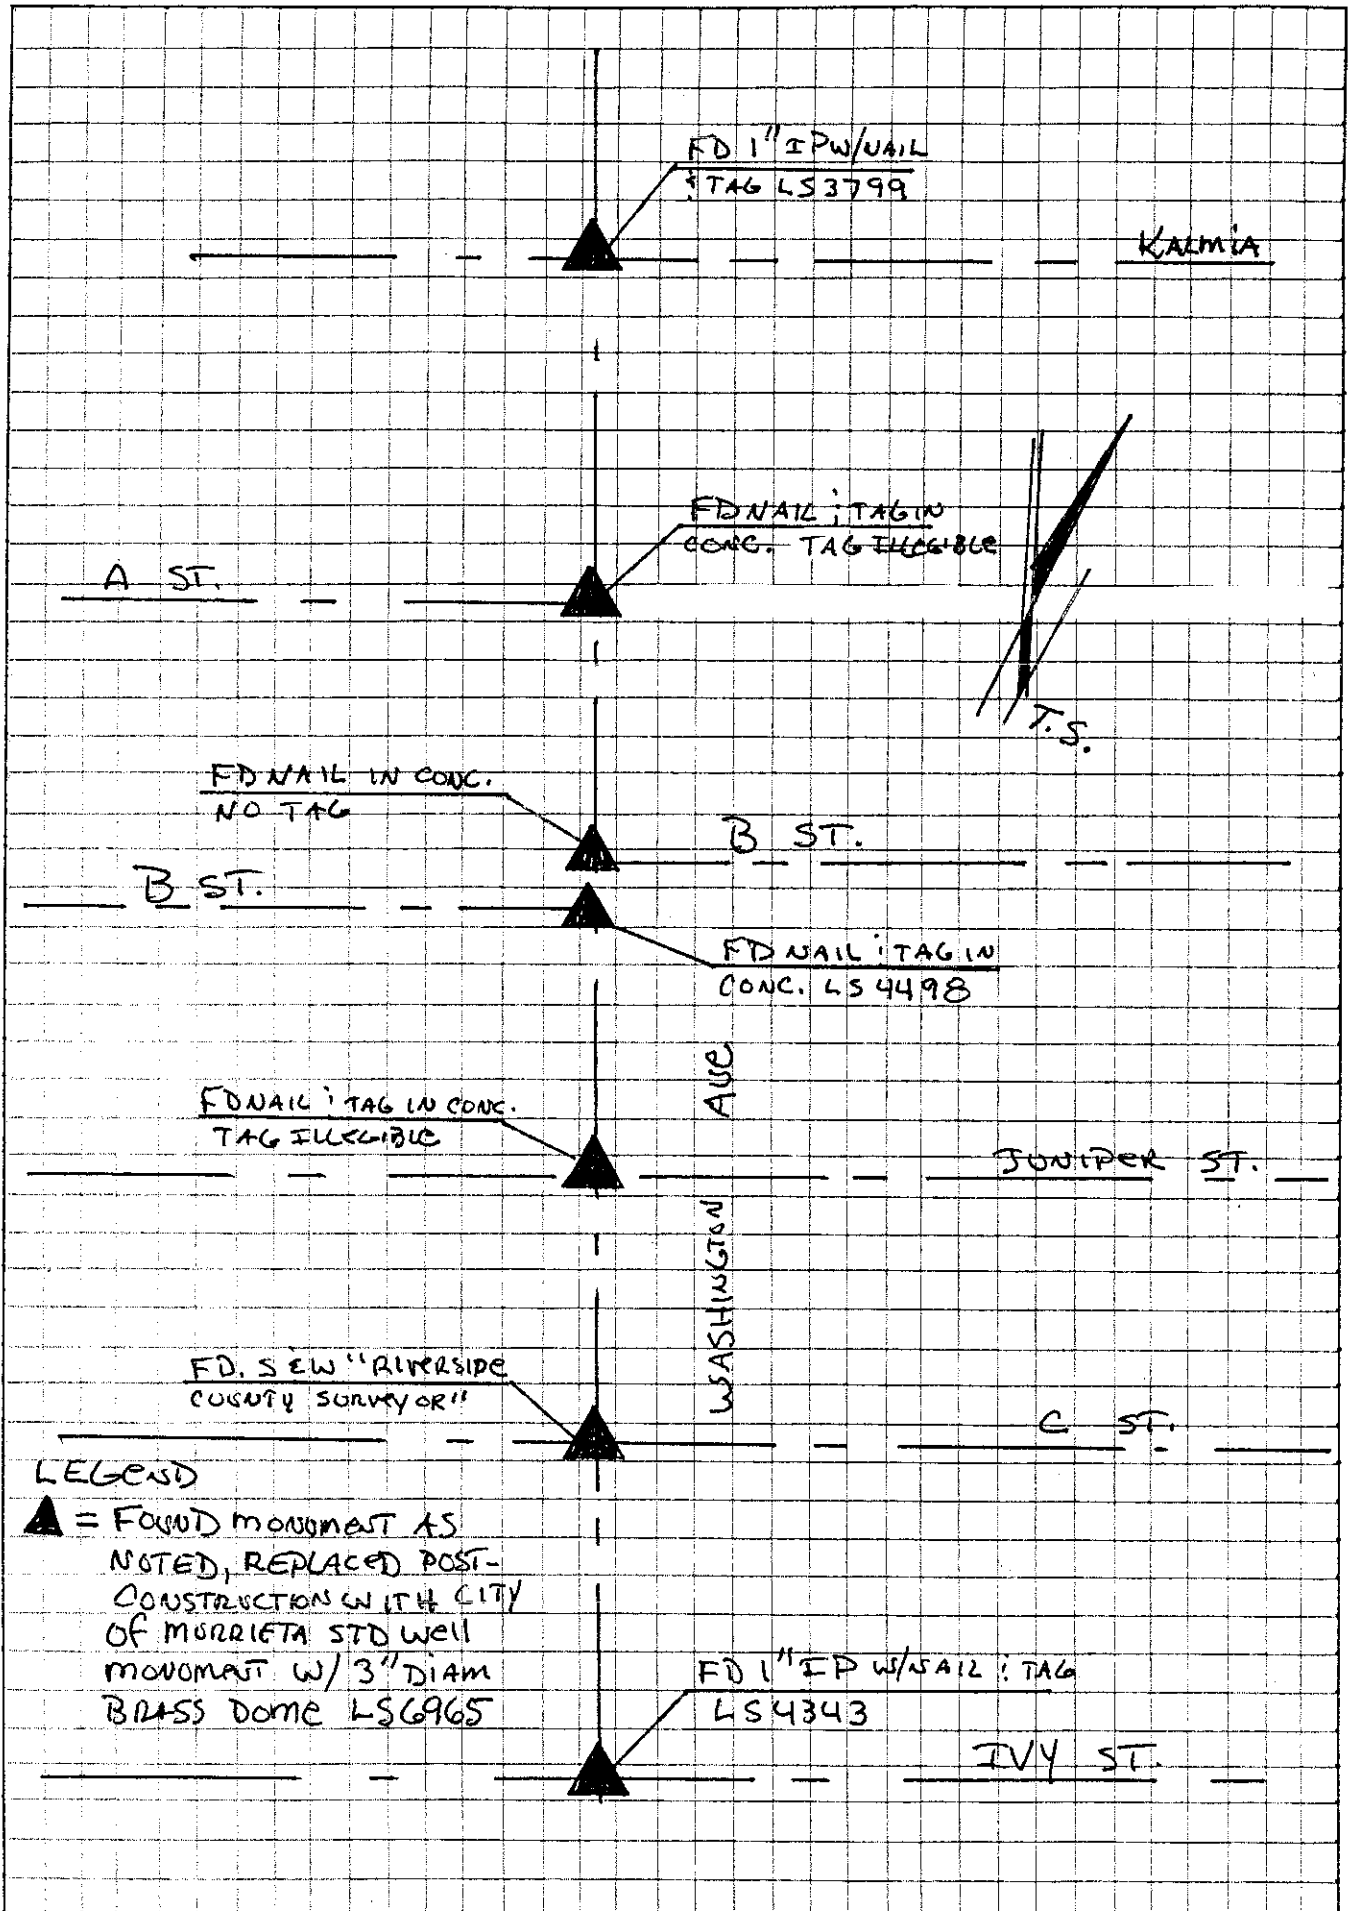 FD 1" IP W/NAIL
& TAG LS3799
KALMIA
FD NAIL & TAG IN
CONC. TAG ILLEGIBLE
A ST.
T.S.
FD NAIL IN CONC.
NO TAG
B ST.
B ST.
FD NAIL & TAG IN
CONC. LS 4498
WASHINGTON AVE
FD NAIL & TAG IN CONC.
TAG ILLEGIBLE
JUNIPER ST.
FD. S&W "RIVERSIDE
COUNTY SURVEYOR"
C ST.
LEGEND
▲ = FOUND MONUMENT AS
NOTED, REPLACED POST-
CONSTRUCTION WITH CITY
OF MURRIETA STD WELL
MONUMENT W/ 3" DIAM
BRASS DOME LS6965
FD 1" IP W/NAIL & TAG
LS4343
IVY ST.